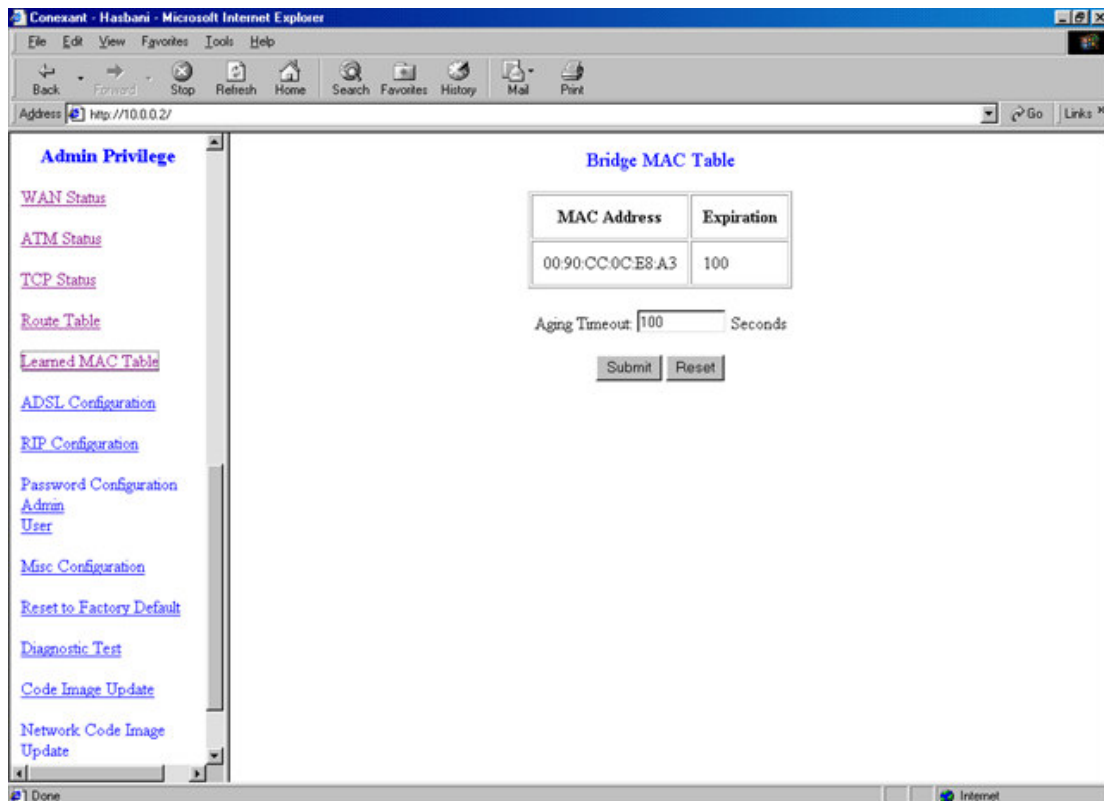 Conexant - Hasbani - Microsoft Internet Explorer
File Edit View Favorites Tools Help
Back Forward Stop Refresh Home Search Favorites History Mail Print
Address http://10.0.0.2/ Go Links »
Admin Privilege
WAN Status
ATM Status
TCP Status
Route Table
Learned MAC Table
ADSL Configuration
RIP Configuration
Password Configuration
Admin
User
Misc Configuration
Reset to Factory Default
Diagnostic Test
Code Image Update
Network Code Image
Update
Bridge MAC Table
MAC Address Expiration
00:90:CC:0C:E8:A3 100
Aging Timeout: 100 Seconds
Submit Reset
Done Internet